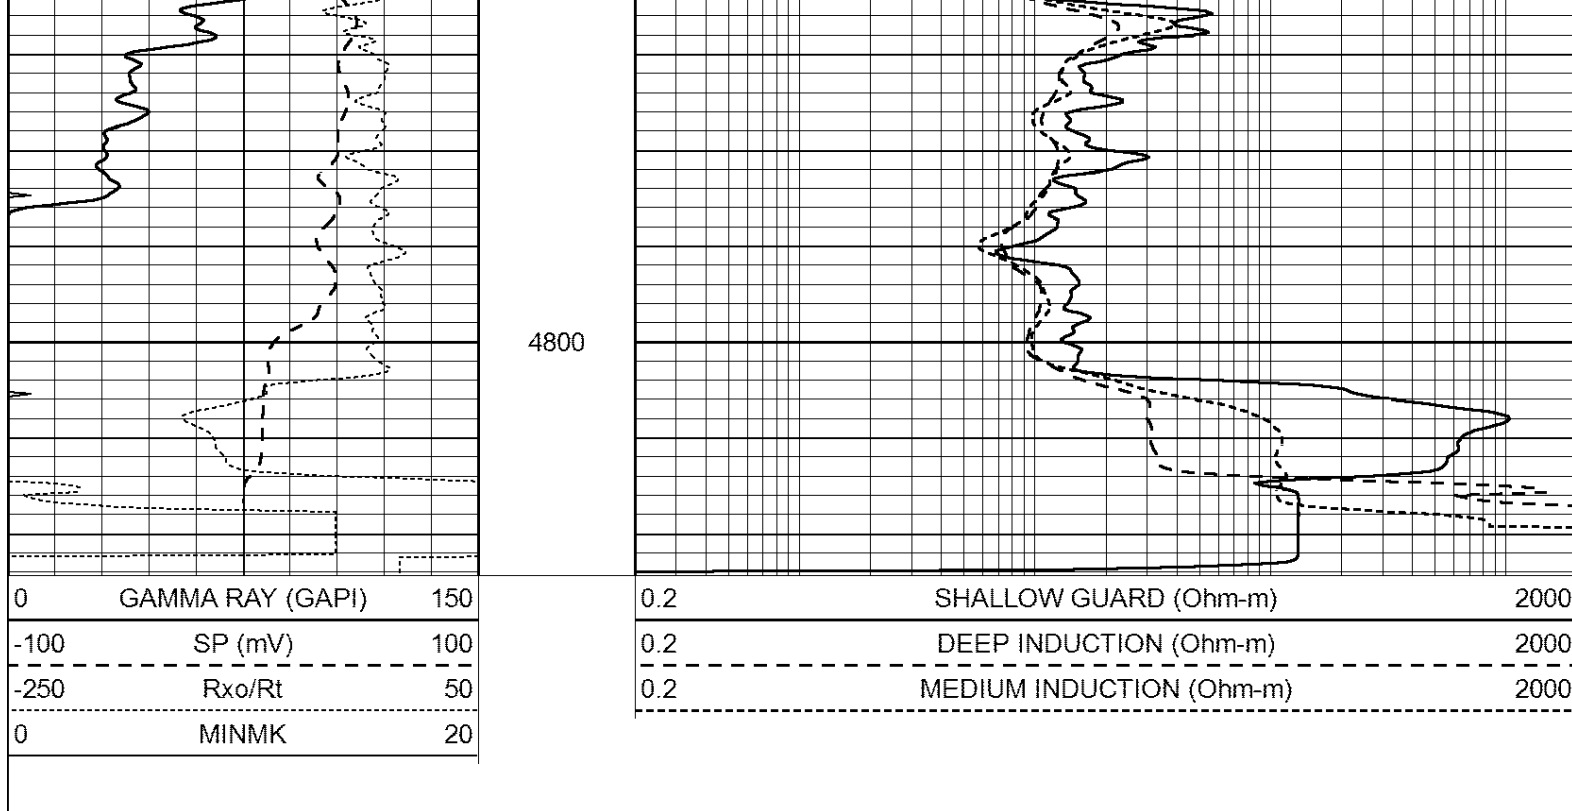 4800
0 GAMMA RAY (GAPI) 150
-100 SP (mV) 100
-250 Rxo/Rt 50
0 MINMK 20
0.2 SHALLOW GUARD (Ohm-m) 2000
0.2 DEEP INDUCTION (Ohm-m) 2000
0.2 MEDIUM INDUCTION (Ohm-m) 2000